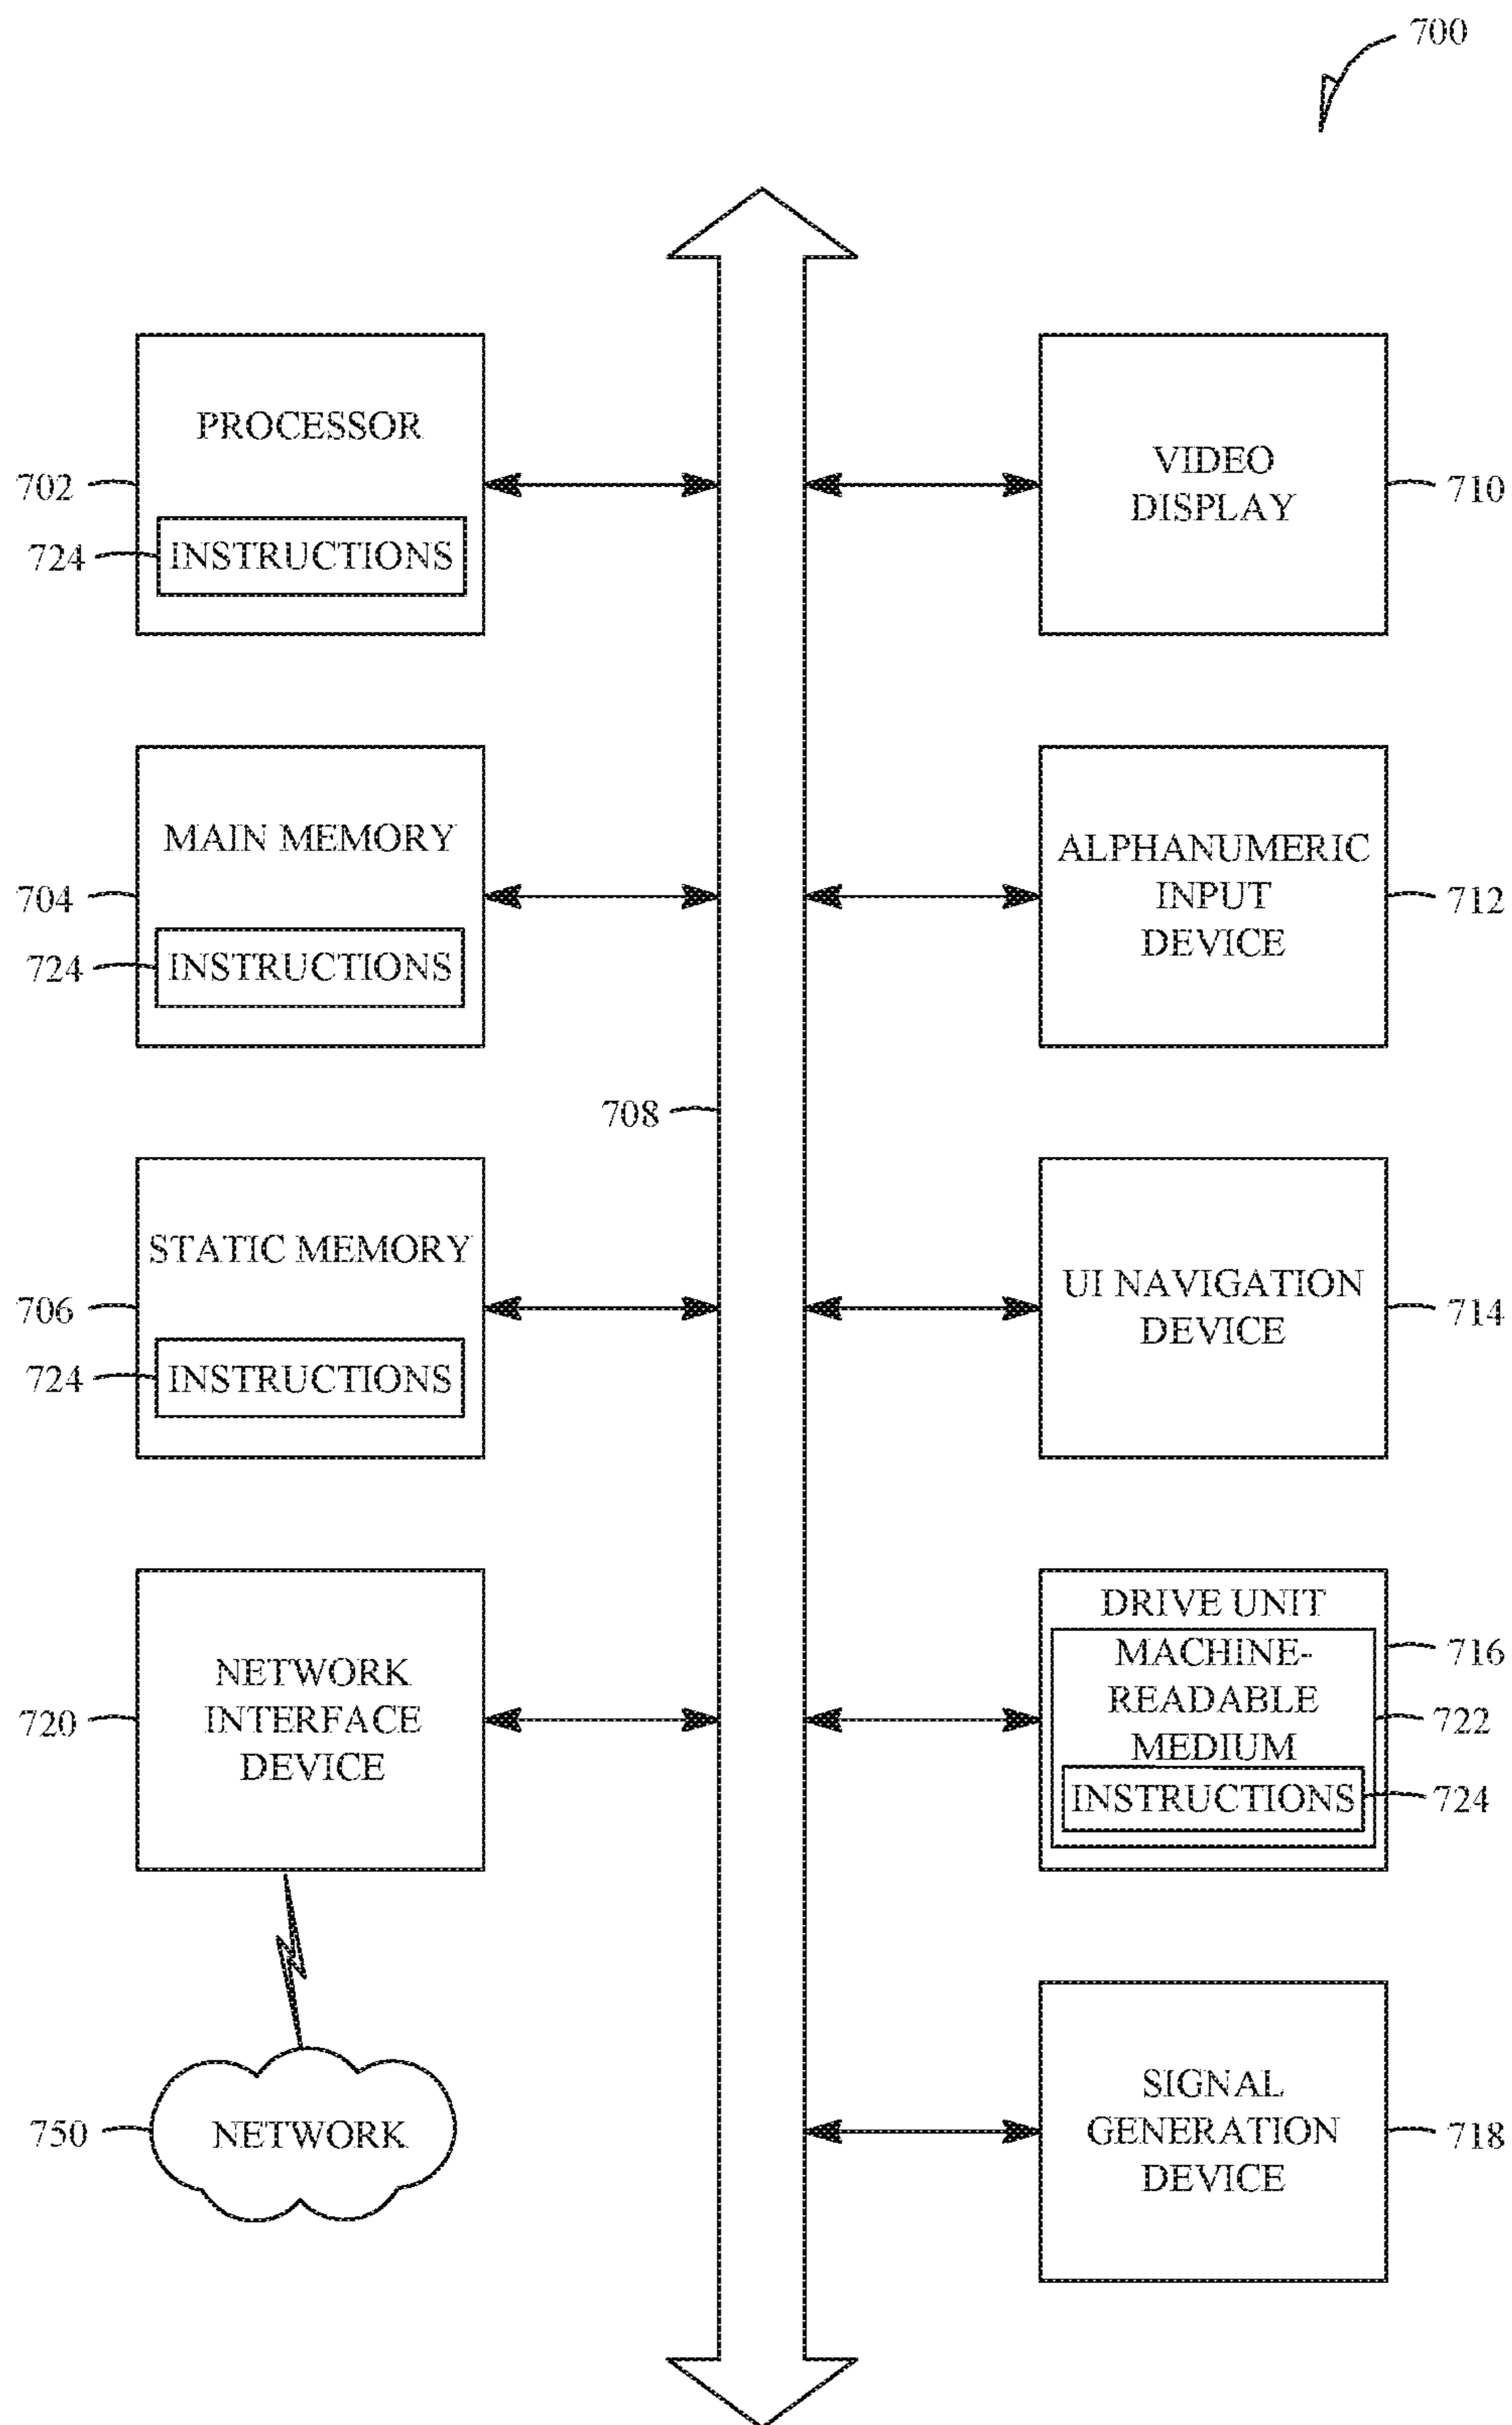 700
PROCESSOR
702
724
INSTRUCTIONS
VIDEO
DISPLAY
710
MAIN MEMORY
704
724
INSTRUCTIONS
ALPHANUMERIC
INPUT
DEVICE
712
708
STATIC MEMORY
706
724
INSTRUCTIONS
UI NAVIGATION
DEVICE
714
NETWORK
INTERFACE
DEVICE
720
DRIVE UNIT
716
MACHINE-
READABLE
MEDIUM
722
INSTRUCTIONS
724
750
NETWORK
SIGNAL
GENERATION
DEVICE
718